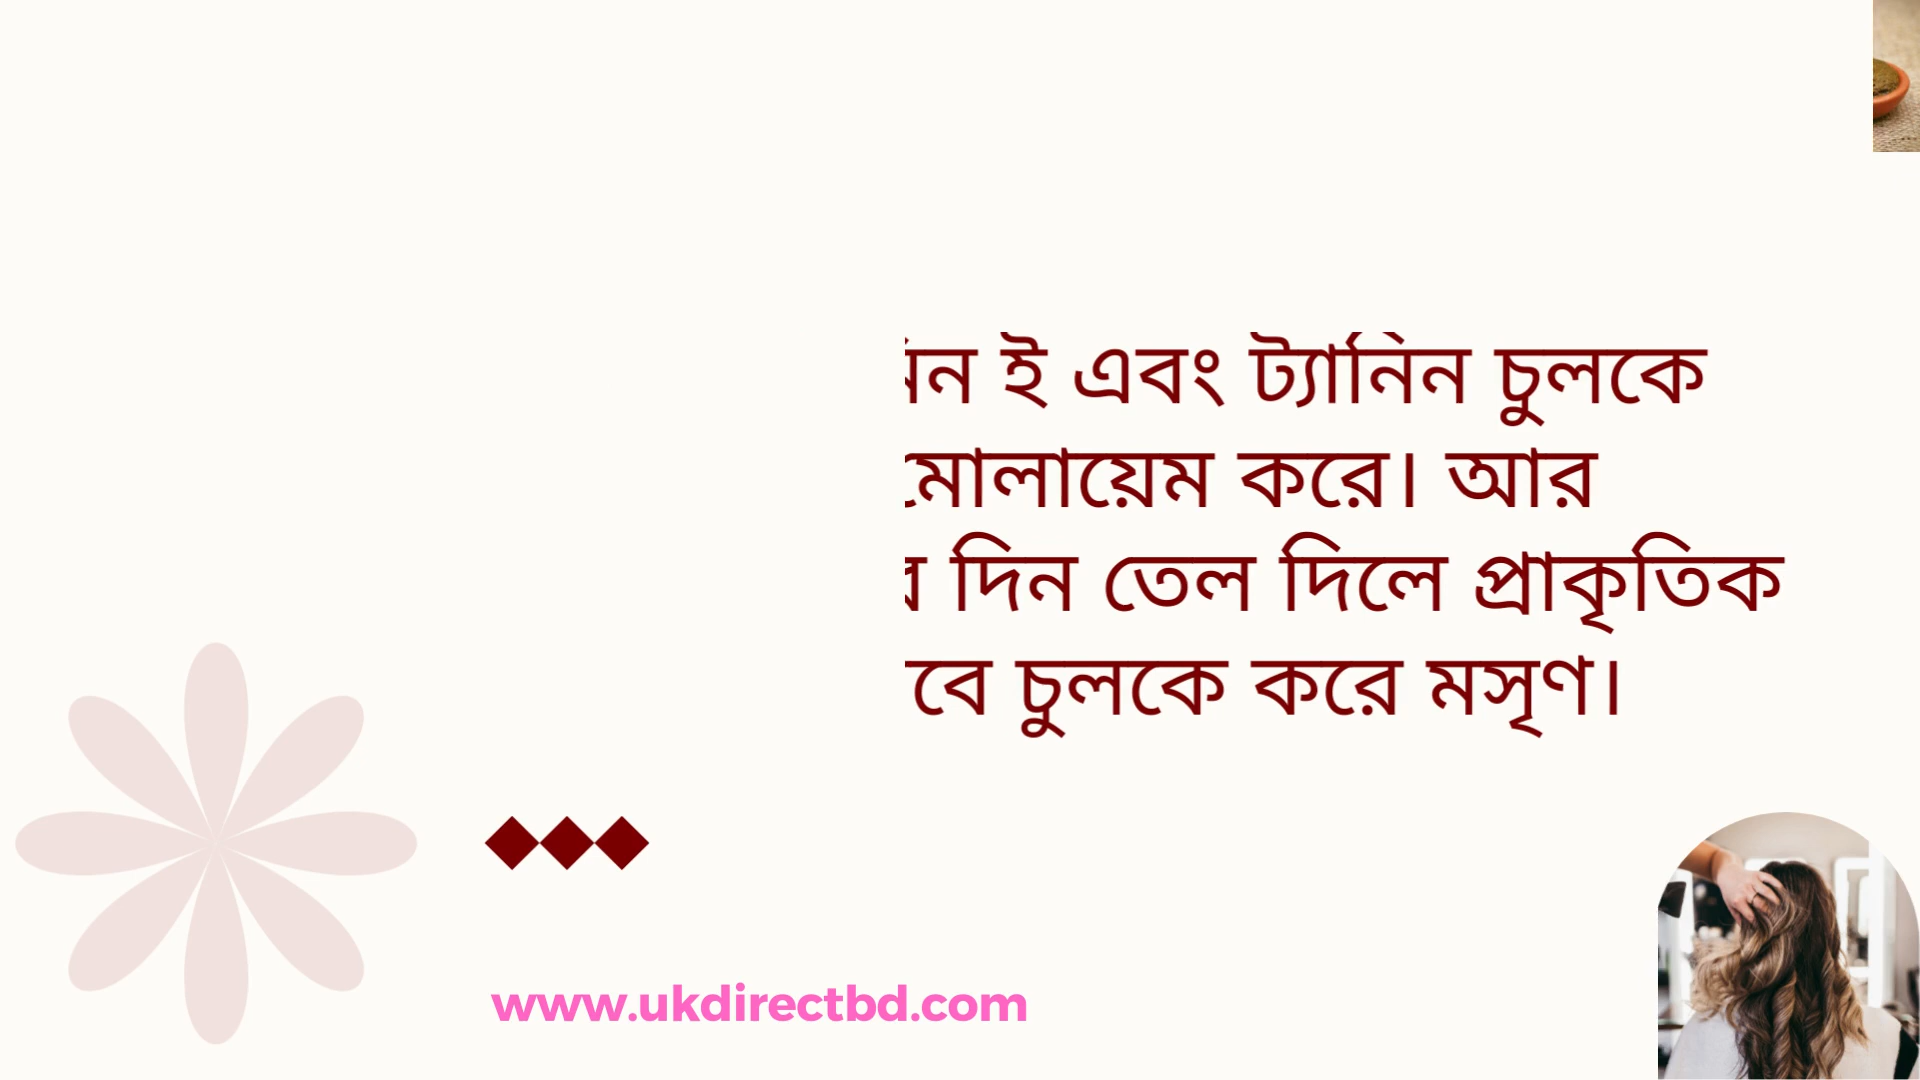 ই এবং ট্যানিন চুলকে
মোলায়েম করে। আর
দিন তেল দিলে প্রাকৃতিক
চুলকে করে মসৃণ।
www.ukdirectbd.com